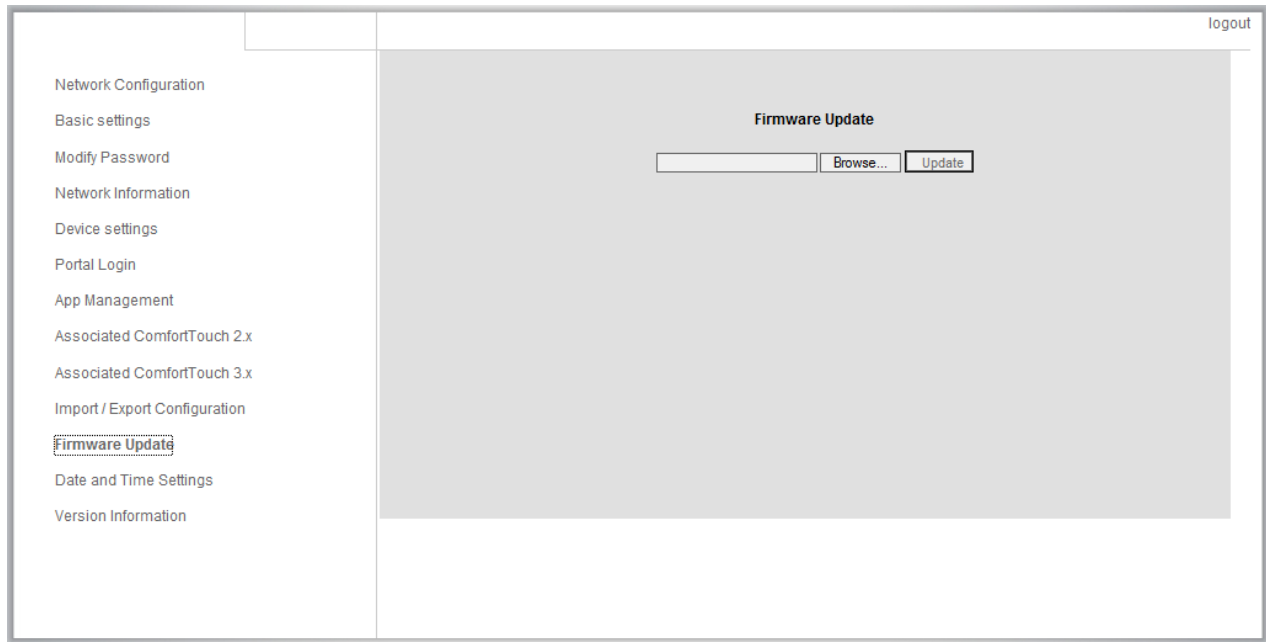 logout
Network Configuration
Basic settings
Modify Password
Network Information
Device settings
Portal Login
App Management
Associated ComfortTouch 2.x
Associated ComfortTouch 3.x
Import / Export Configuration
Firmware Update
Date and Time Settings
Version Information
Firmware Update
Browse... Update